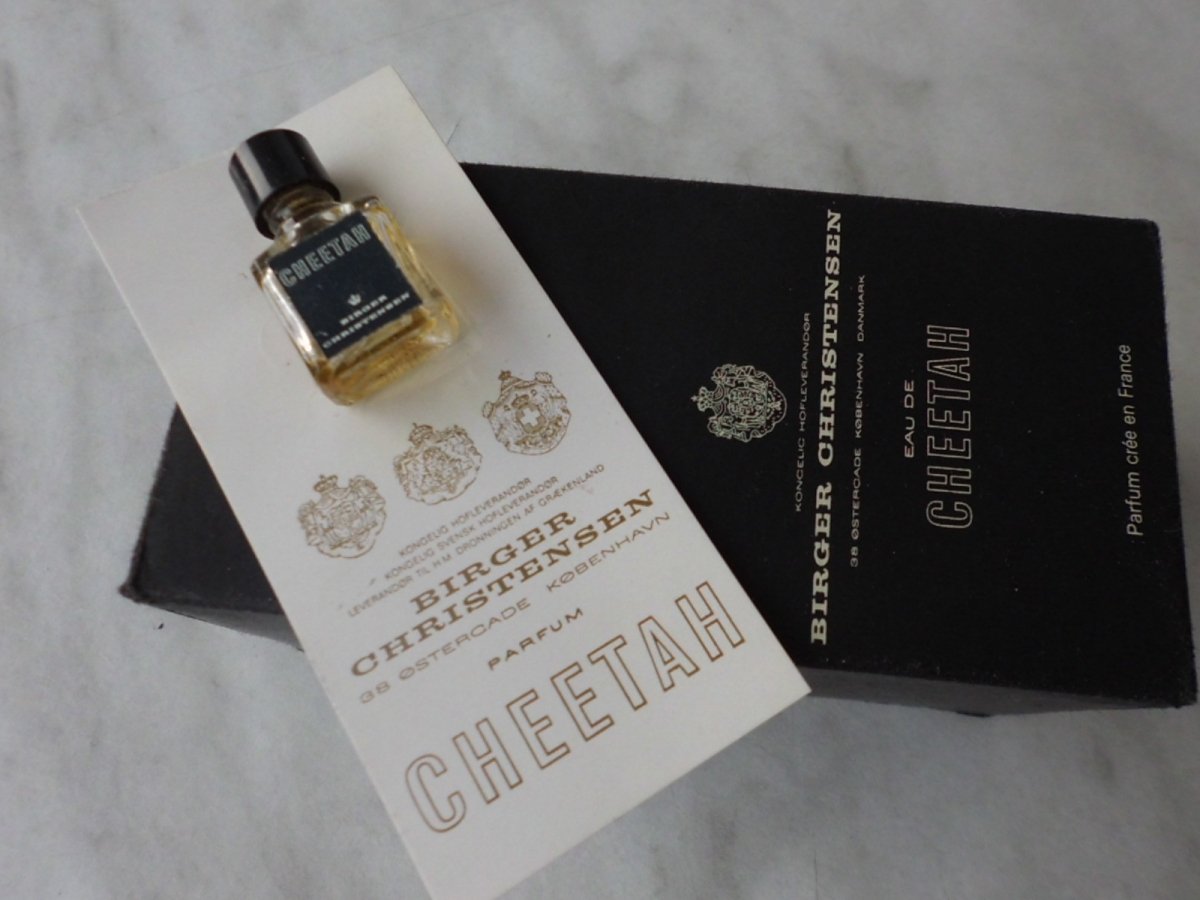 CHEETAH
BIRGER
CHRISTENSEN
KONGELIG HOFLEVERANDØR
KONGELIG SVENSK HOFLEVERANDØR
LEVERANDØR TIL H.M. DRONNINGEN AF GRÆKENLAND
BIRGER
CHRISTENSEN
38 ØSTERGADE KØBENHAVN
PARFUM
CHEETAH
KONGELIG HOFLEVERANDØR
BIRGER CHRISTENSEN
38 ØSTERGADE KØBENHAVN DANMARK
EAU DE
CHEETAH
Parfum crée en France